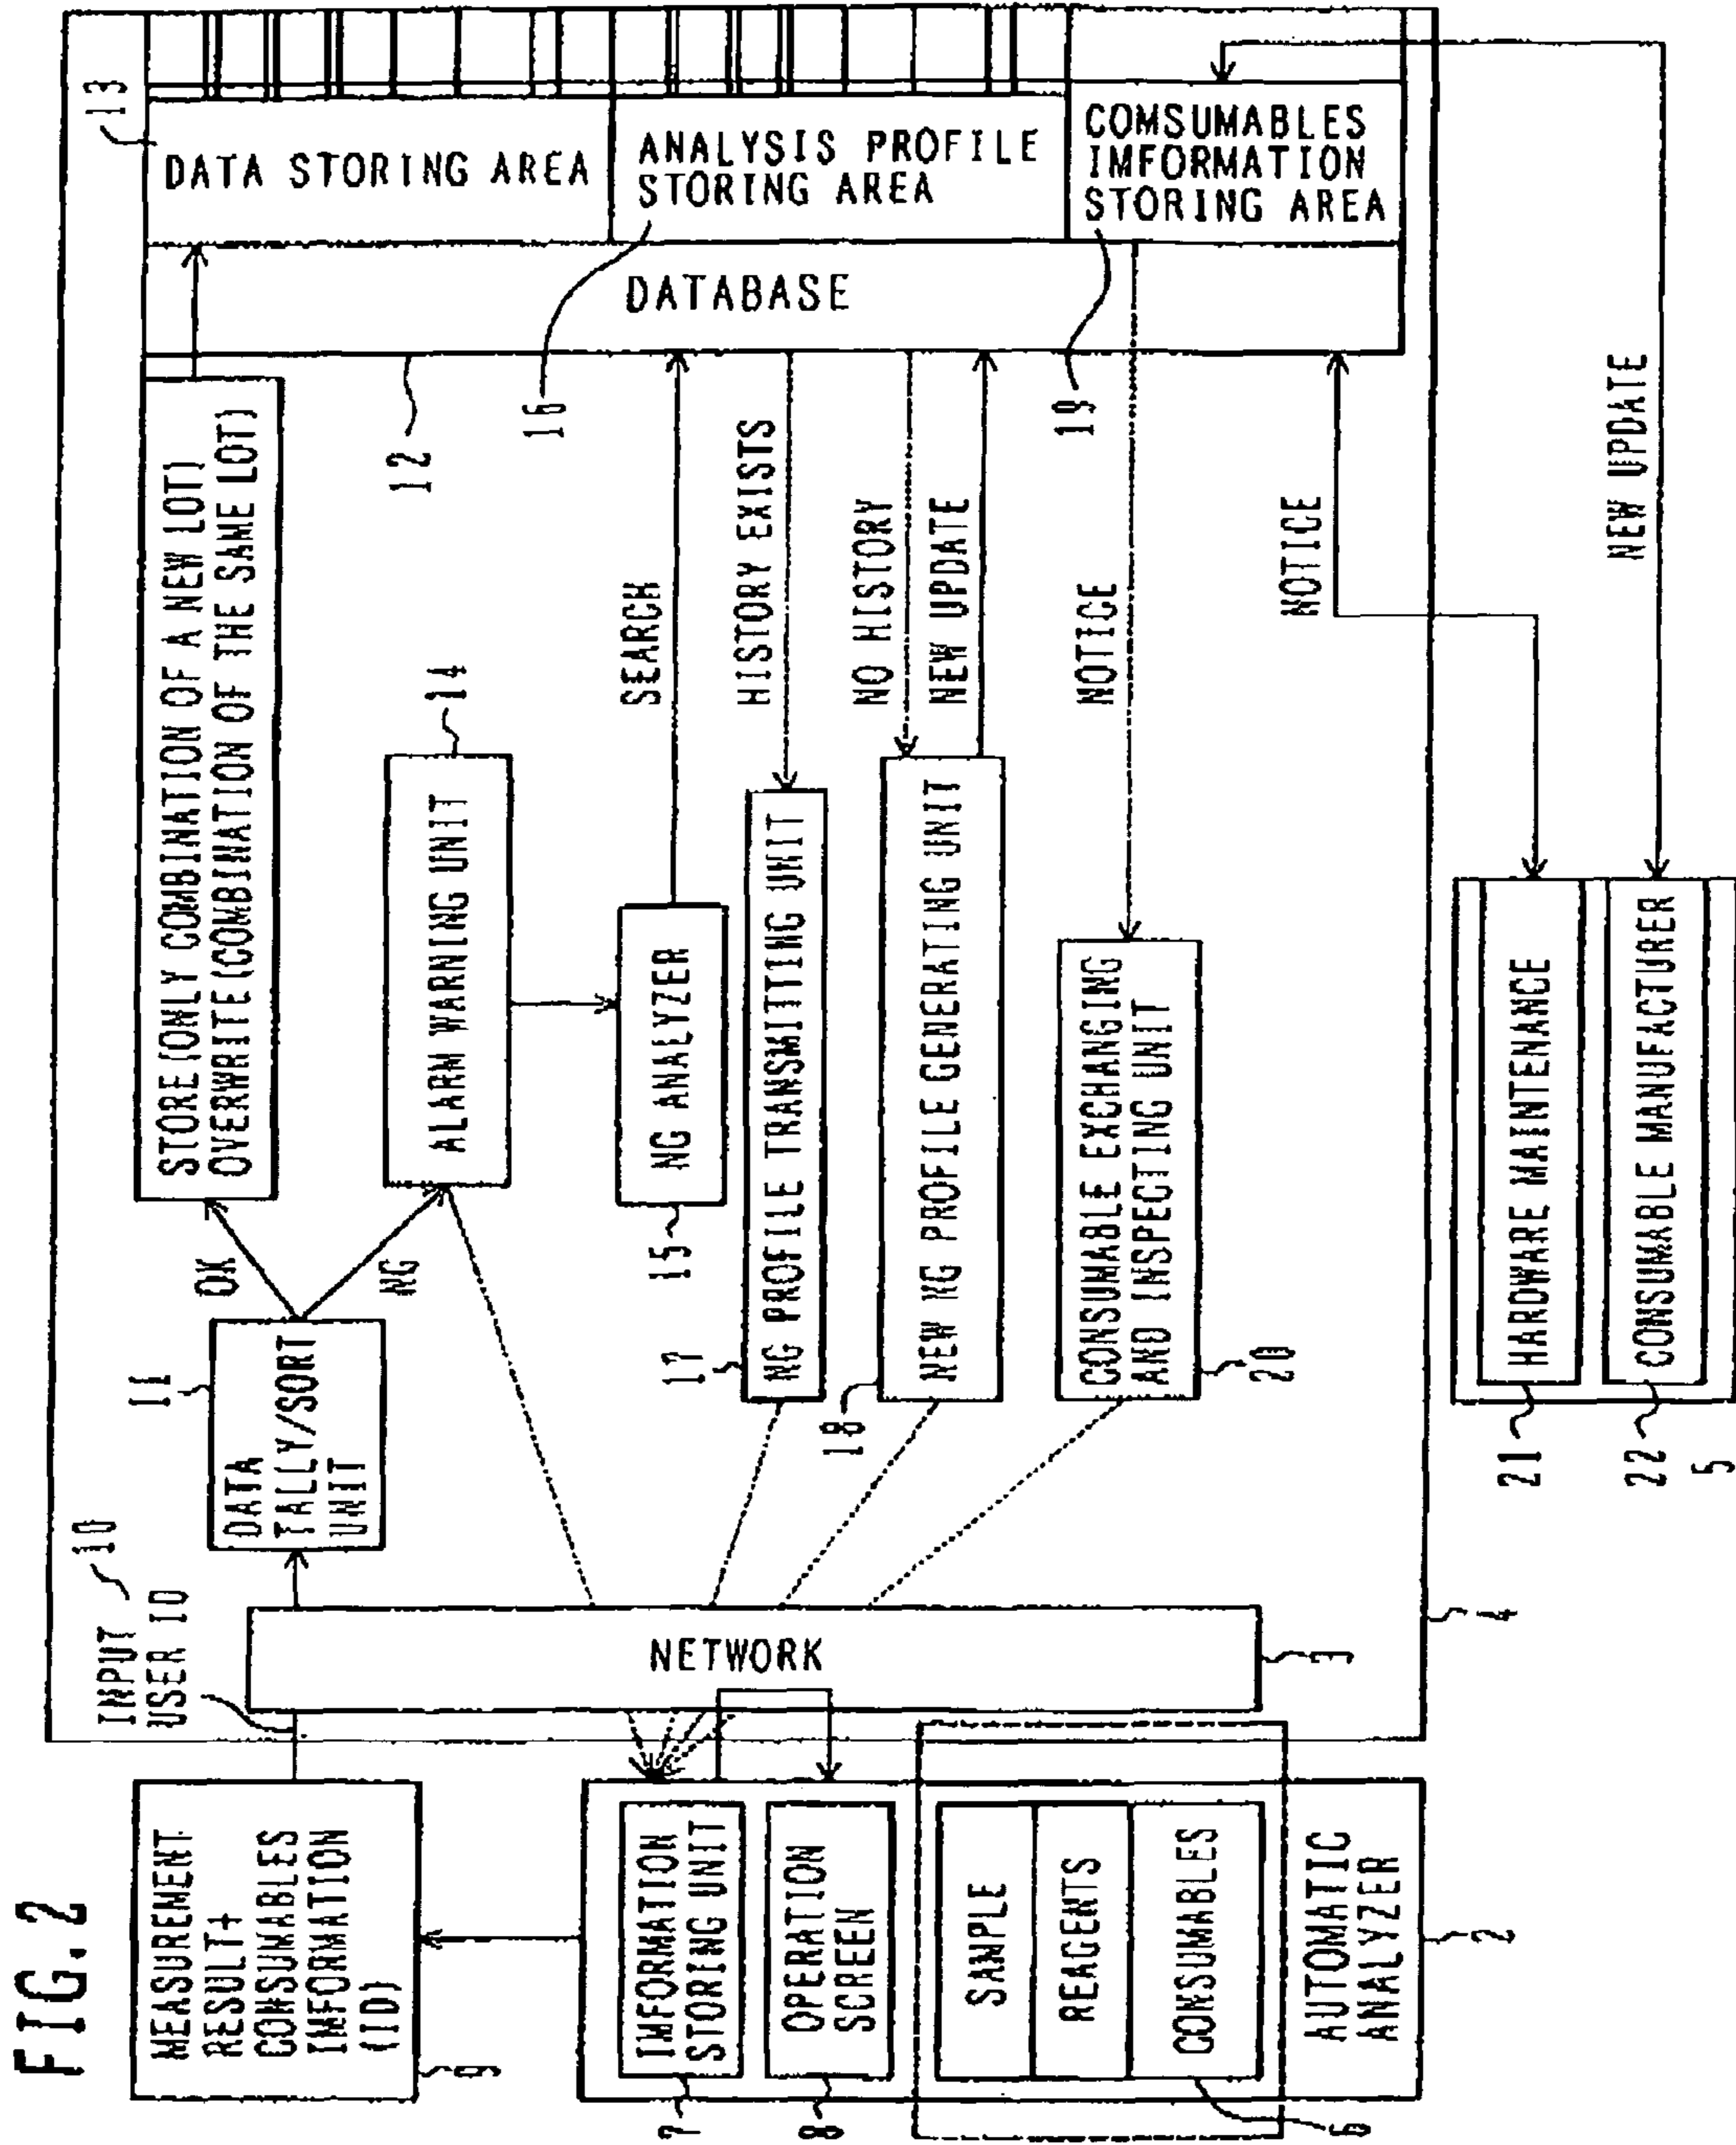 FIG.2
MEASUREMENT
RESULT+
CONSUMABLES
INFORMATION
(ID)
9
INPUT
USER ID
10
DATA
TALLY/SORT
UNIT
11
OK
NG
STORE(ONLY COMBINATION OF A NEW LOT)
OVERWRITE(COMBINATION OF THE SAME LOT)
13
DATA STORING AREA
ANALYSIS PROFILE
STORING AREA
COMSUMABLES
IMFORMATION
STORING AREA
DATABASE
12
16
19
ALARM WARNING UNIT
14
NG ANALYZER
15
SEARCH
NG PROFILE TRANSMITTING UNIT
17
HISTORY EXISTS
NO HISTORY
NEW UPDATE
NEW NG PROFILE GENERATING UNIT
18
NOTICE
CONSUMABLE EXCHANGING
AND INSPECTING UNIT
20
NOTICE
NETWORK
3
4
IMFORMATION
STORING UNIT
7
OPERATION
SCREEN
8
SAMPLE
REAGENTS
CONSUMABLES
6
AUTOMATIC
ANALYZER
2
HARDWARE MAINTENANCE
21
CONSUMABLE MANUFACTURER
22
5
NEW UPDATE